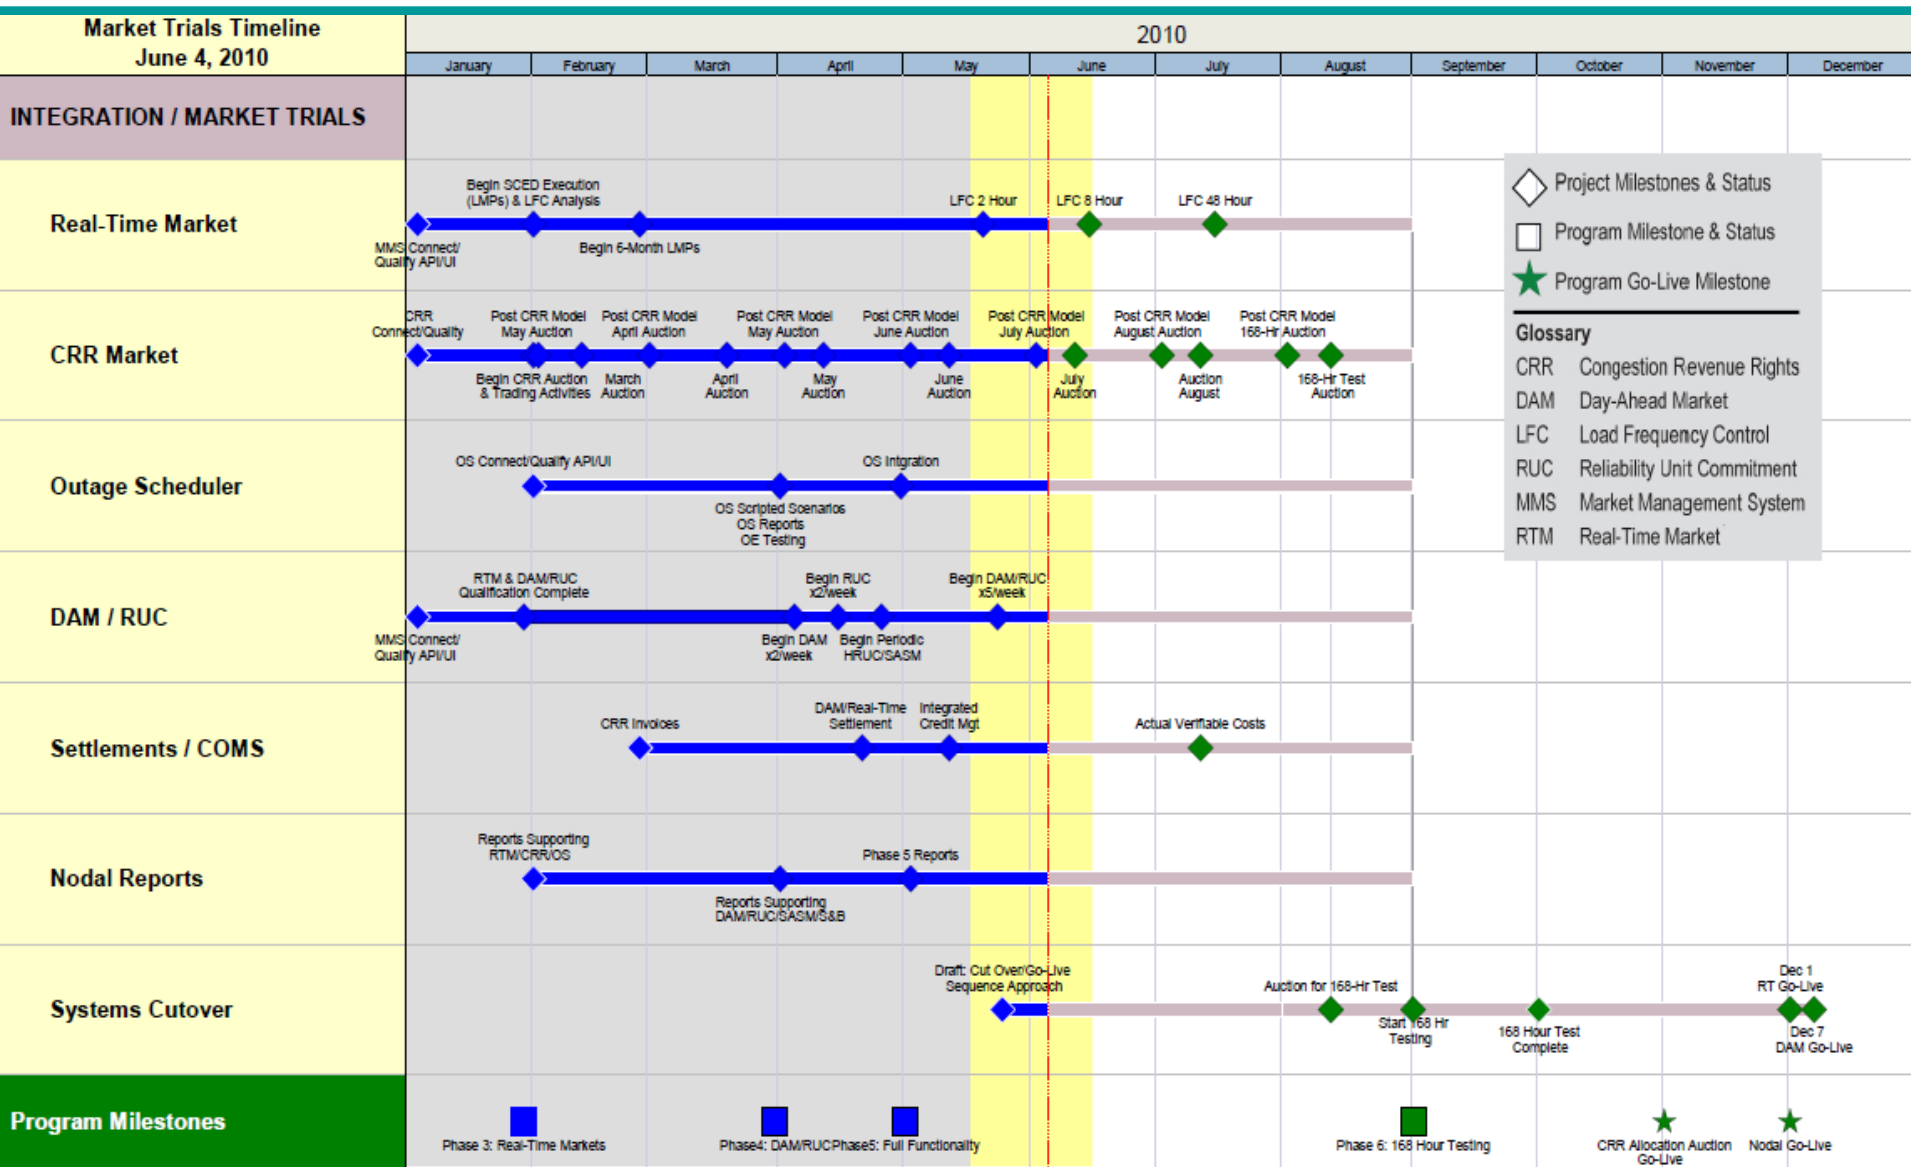 Market Trials Timeline
June 4, 2010
2010
January February March April May June July August September October November December
INTEGRATION / MARKET TRIALS
Project Milestones & Status
Program Milestone & Status
Program Go-Live Milestone
Glossary
CRR Congestion Revenue Rights
DAM Day-Ahead Market
LFC Load Frequency Control
RUC Reliability Unit Commitment
MMS Market Management System
RTM Real-Time Market
Real-Time Market
Begin SCED Execution
(LMPs) & LFC Analysis
LFC 2 Hour
LFC 8 Hour
LFC 48 Hour
MMS Connect/
Qualify API/UI
Begin 6-Month LMPs
CRR Market
CRR
Connect/Quality
Post CRR Model
May Auction
Post CRR Model
April Auction
Post CRR Model
May Auction
Post CRR Model
June Auction
Post CRR Model
July Auction
Post CRR Model
August Auction
Post CRR Model
168-Hr Auction
Begin CRR Auction
& Trading Activities
March
Auction
April
Auction
May
Auction
June
Auction
July
Auction
Auction
August
168-Hr Test
Auction
Outage Scheduler
OS Connect/Qualify API/UI
OS Intgration
OS Scripted Scenarios
OS Reports
OE Testing
DAM / RUC
RTM & DAM/RUC
Qualification Complete
Begin RUC
x2/week
Begin DAM/RUC
x5/week
MMS Connect/
Qualify API/UI
Begin DAM
x2/week
Begin Periodic
HRUC/SASM
Settlements / COMS
CRR Invoices
DAM/Real-Time
Settlement
Integrated
Credit Mgt
Actual Verifiable Costs
Nodal Reports
Reports Supporting
RTM/CRR/OS
Phase 5 Reports
Reports Supporting
DAM/RUC/SASM/S&B
Systems Cutover
Draft: Cut Over/Go-Live
Sequence Approach
Auction for 168-Hr Test
Dec 1
RT Go-Live
Start 168 Hr
Testing
168 Hour Test
Complete
Dec 7
DAM Go-Live
Program Milestones
Phase 3: Real-Time Markets
Phase4: DAM/RUC
Phase5: Full Functionality
Phase 6: 168 Hour Testing
CRR Allocation Auction
Go-Live
Nodal Go-Live